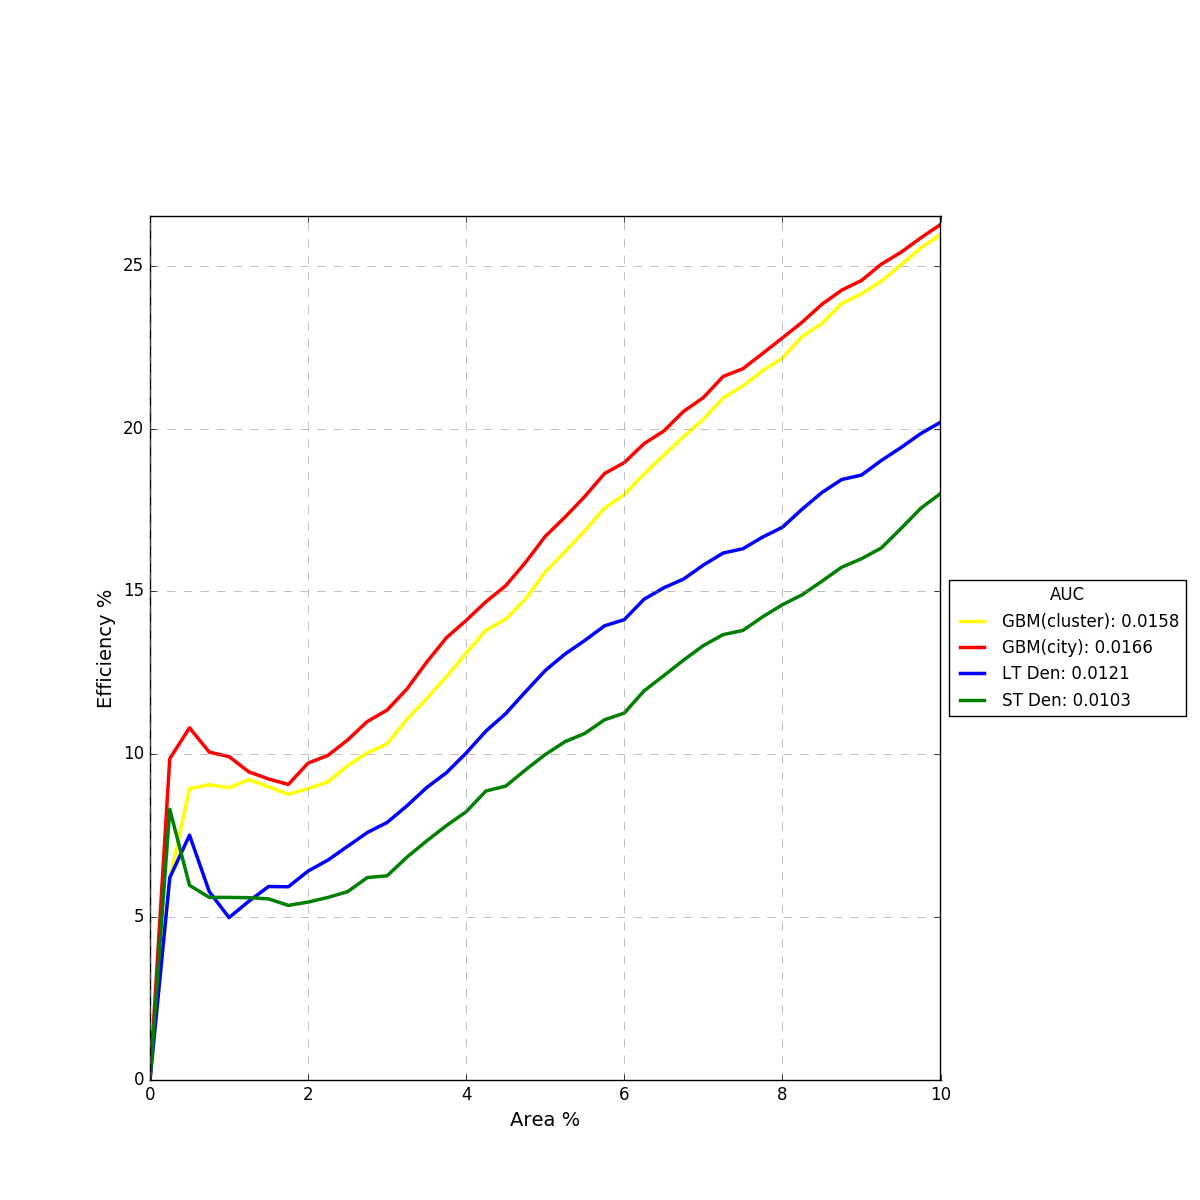 25
20
15
10
5
0
Efficiency %
0 2 4 6 8 10
Area %
AUC
GBM(cluster): 0.0158
GBM(city): 0.0166
LT Den: 0.0121
ST Den: 0.0103